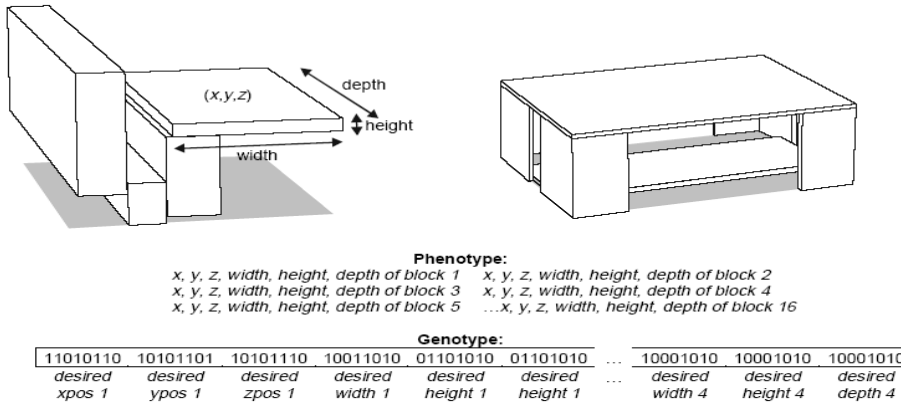 depth
(x,y,z)
height
width
Phenotype:
x, y, z, width, height, depth of block 1 x, y, z, width, height, depth of block 2
x, y, z, width, height, depth of block 3 x, y, z, width, height, depth of block 4
x, y, z, width, height, depth of block 5 ...x, y, z, width, height, depth of block 16
Genotype:
11010110 10101101 10101110 10011010 01101010 01101010 ... 10001010 10001010 10001010
desired desired desired desired desired desired ... desired desired desired
xpos 1 ypos 1 zpos 1 width 1 height 1 height 1 width 4 height 4 depth 4